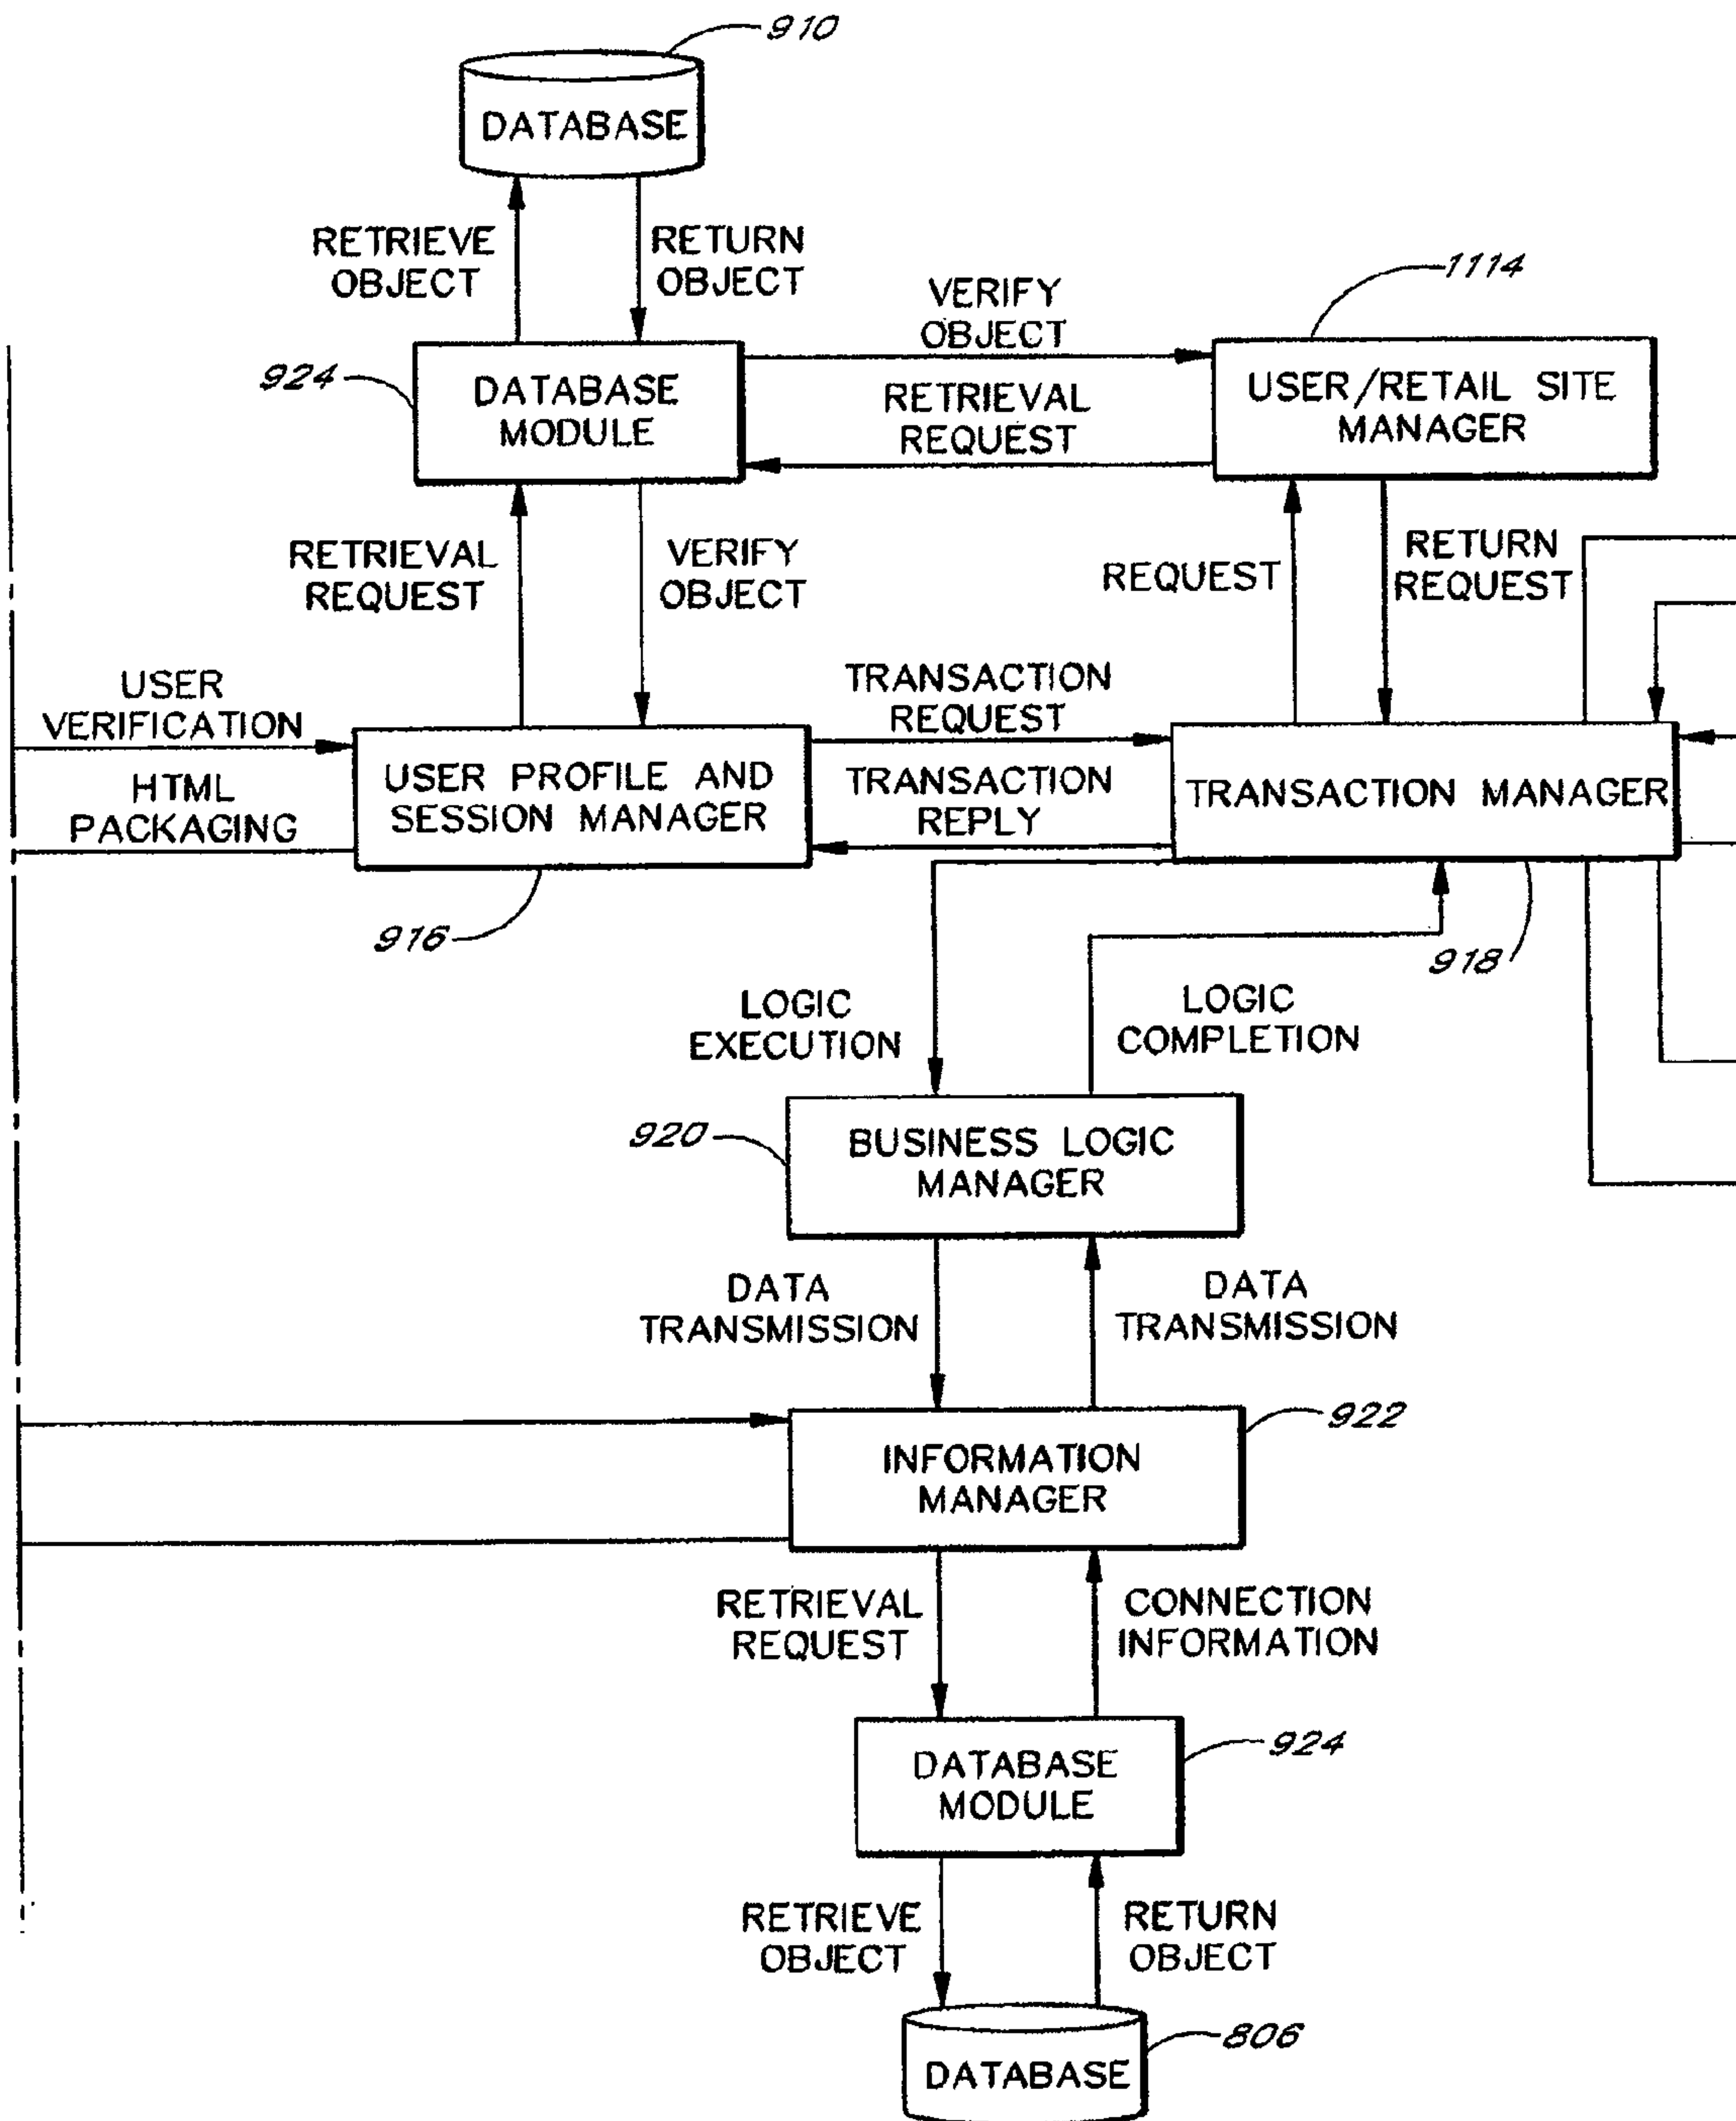 910
DATABASE
RETRIEVE
OBJECT
RETURN
OBJECT
1114
VERIFY
OBJECT
924
DATABASE
MODULE
RETRIEVAL
REQUEST
USER/RETAIL SITE
MANAGER
RETRIEVAL
REQUEST
VERIFY
OBJECT
REQUEST
RETURN
REQUEST
USER
VERIFICATION
TRANSACTION
REQUEST
HTML
PACKAGING
USER PROFILE AND
SESSION MANAGER
TRANSACTION
REPLY
TRANSACTION MANAGER
916
918
LOGIC
EXECUTION
LOGIC
COMPLETION
920
BUSINESS LOGIC
MANAGER
DATA
TRANSMISSION
DATA
TRANSMISSION
922
INFORMATION
MANAGER
RETRIEVAL
REQUEST
CONNECTION
INFORMATION
924
DATABASE
MODULE
RETRIEVE
OBJECT
RETURN
OBJECT
806
DATABASE